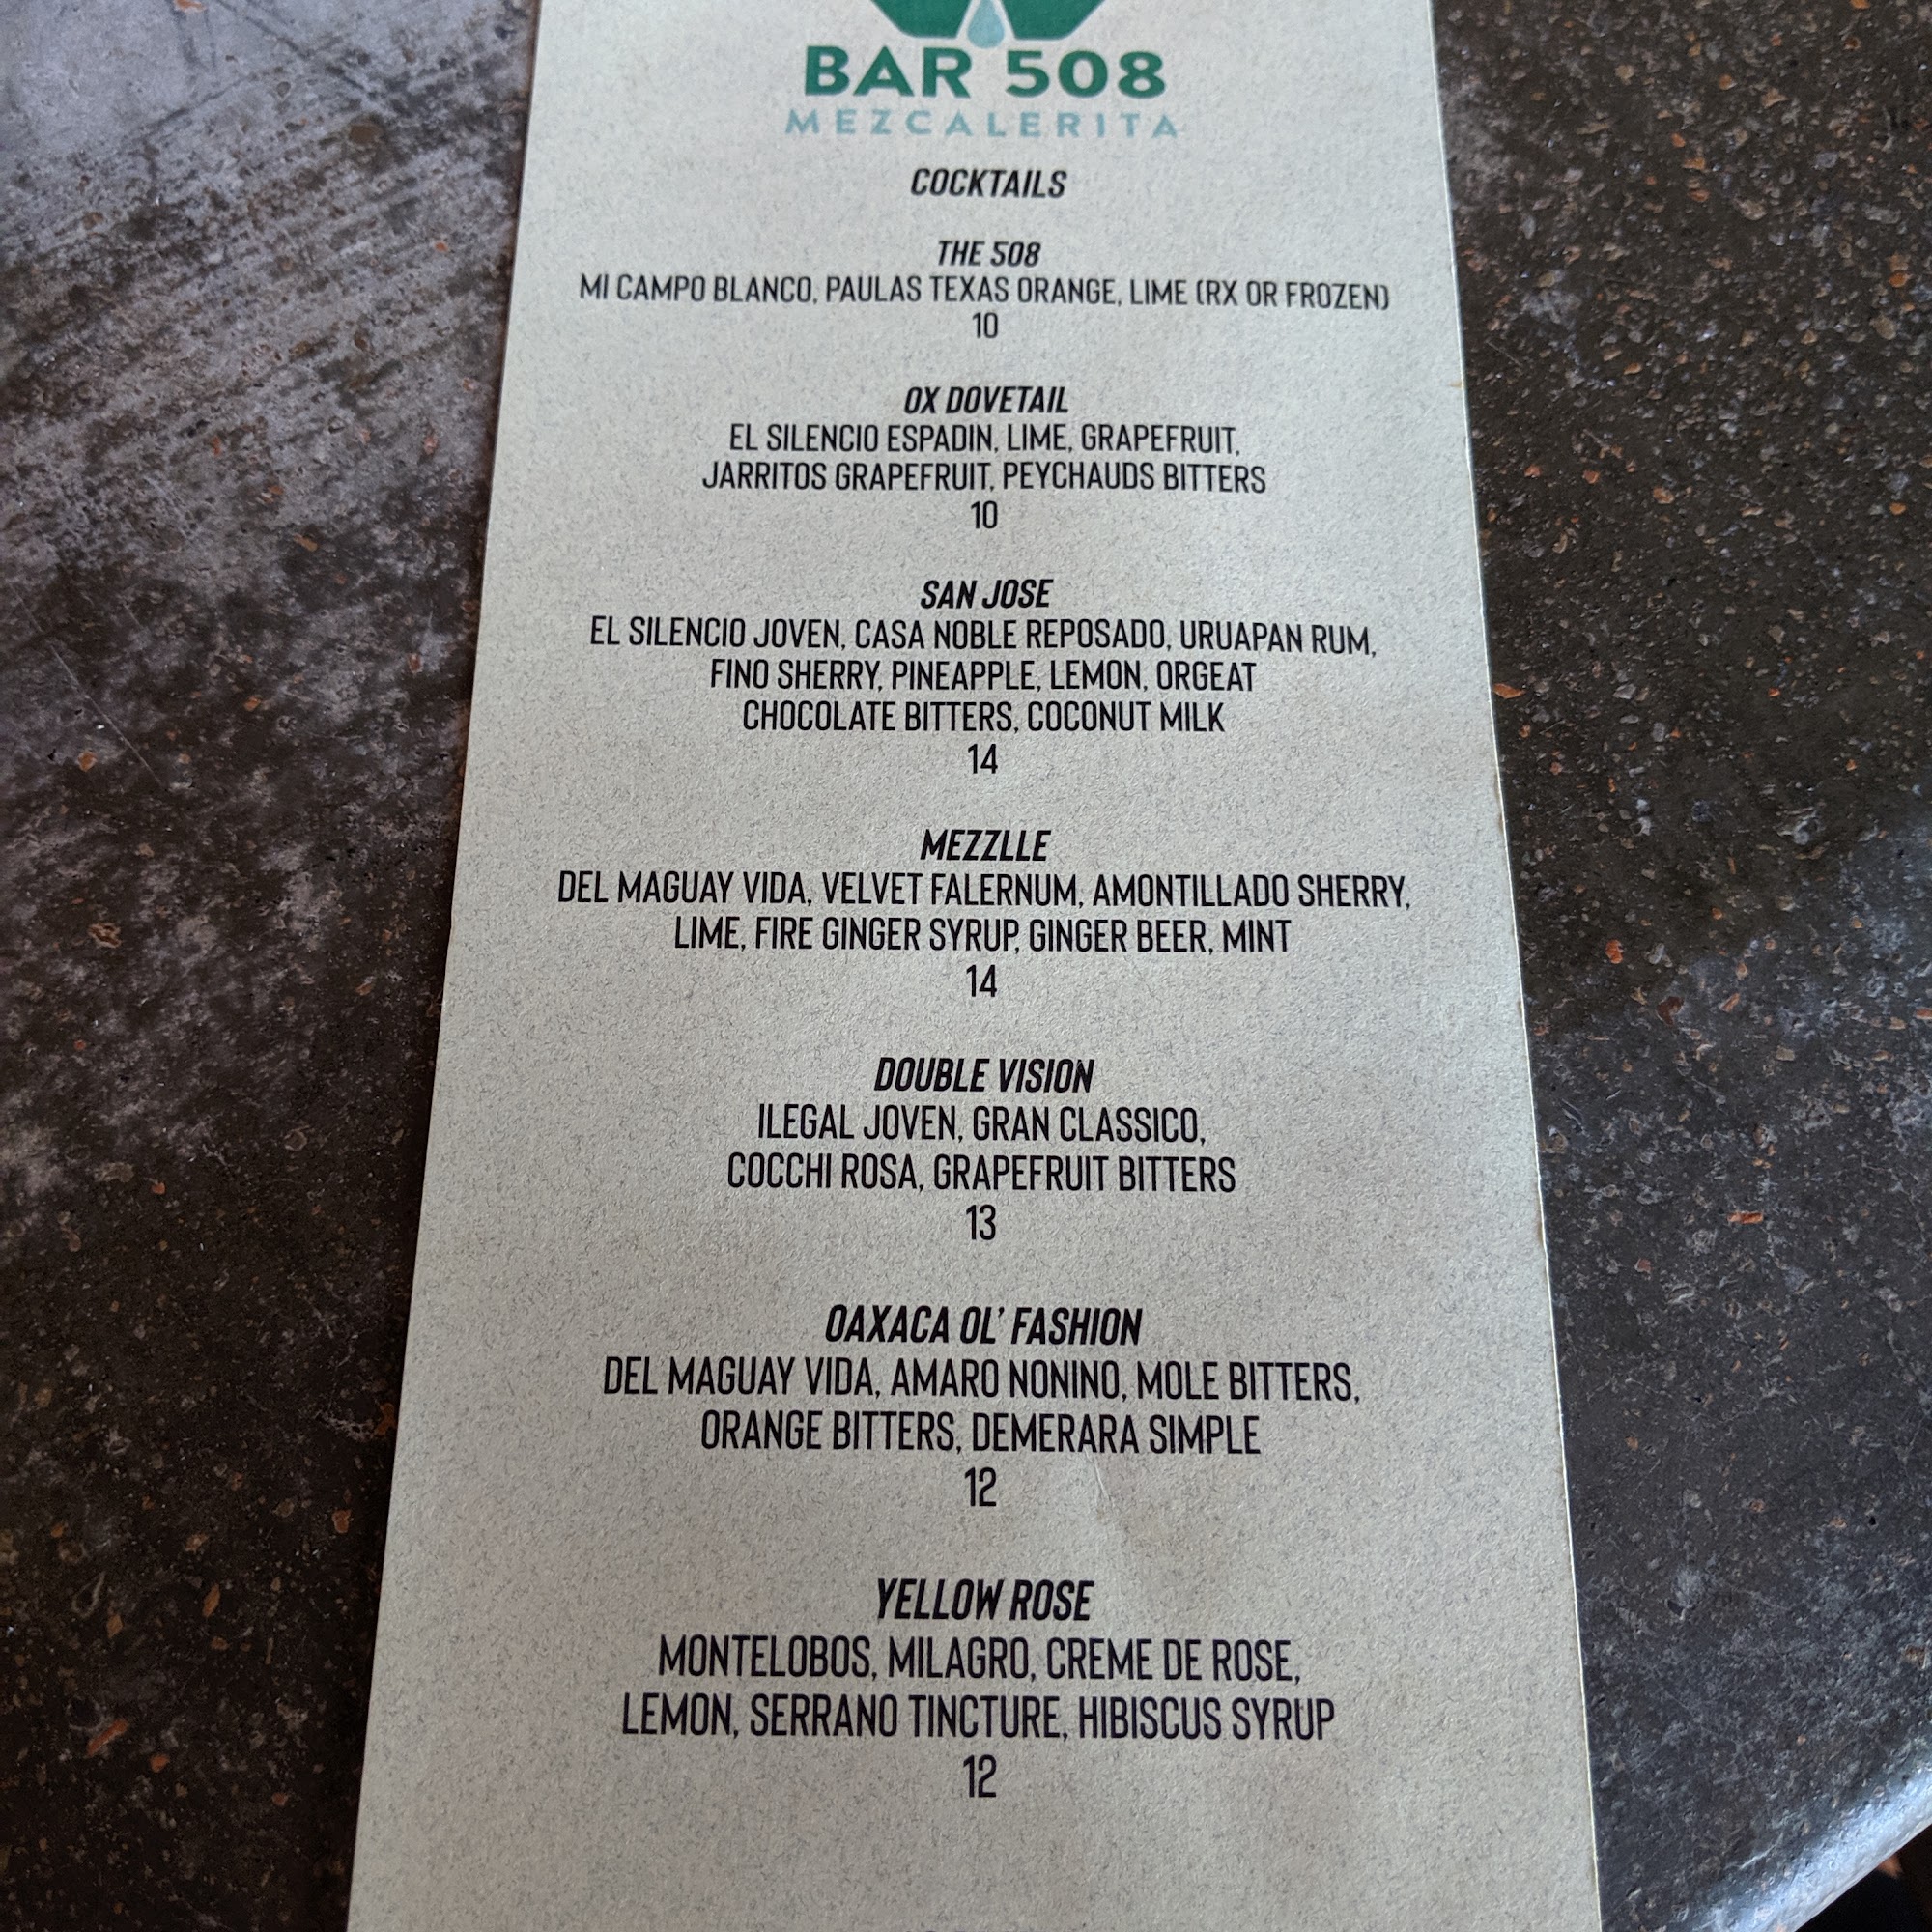 BAR 508
MEZCALERITA
COCKTAILS
THE 508
MI CAMPO BLANCO, PAULAS TEXAS ORANGE, LIME (RX OR FROZEN)
10
OX DOVETAIL
EL SILENCIO ESPADIN, LIME, GRAPEFRUIT,
JARRITOS GRAPEFRUIT, PEYCHAUDS BITTERS
10
SAN JOSE
EL SILENCIO JOVEN, CASA NOBLE REPOSADO, URUAPAN RUM,
FINO SHERRY, PINEAPPLE, LEMON, ORGEAT
CHOCOLATE BITTERS, COCONUT MILK
14
MEZZLLE
DEL MAGUAY VIDA, VELVET FALERNUM, AMONTILLADO SHERRY,
LIME, FIRE GINGER SYRUP, GINGER BEER, MINT
14
DOUBLE VISION
ILEGAL JOVEN, GRAN CLASSICO,
COCCHI ROSA, GRAPEFRUIT BITTERS
13
OAXACA OL' FASHION
DEL MAGUAY VIDA, AMARO NONINO, MOLE BITTERS,
ORANGE BITTERS, DEMERARA SIMPLE
12
YELLOW ROSE
MONTELOBOS, MILAGRO, CREME DE ROSE,
LEMON, SERRANO TINCTURE, HIBISCUS SYRUP
12